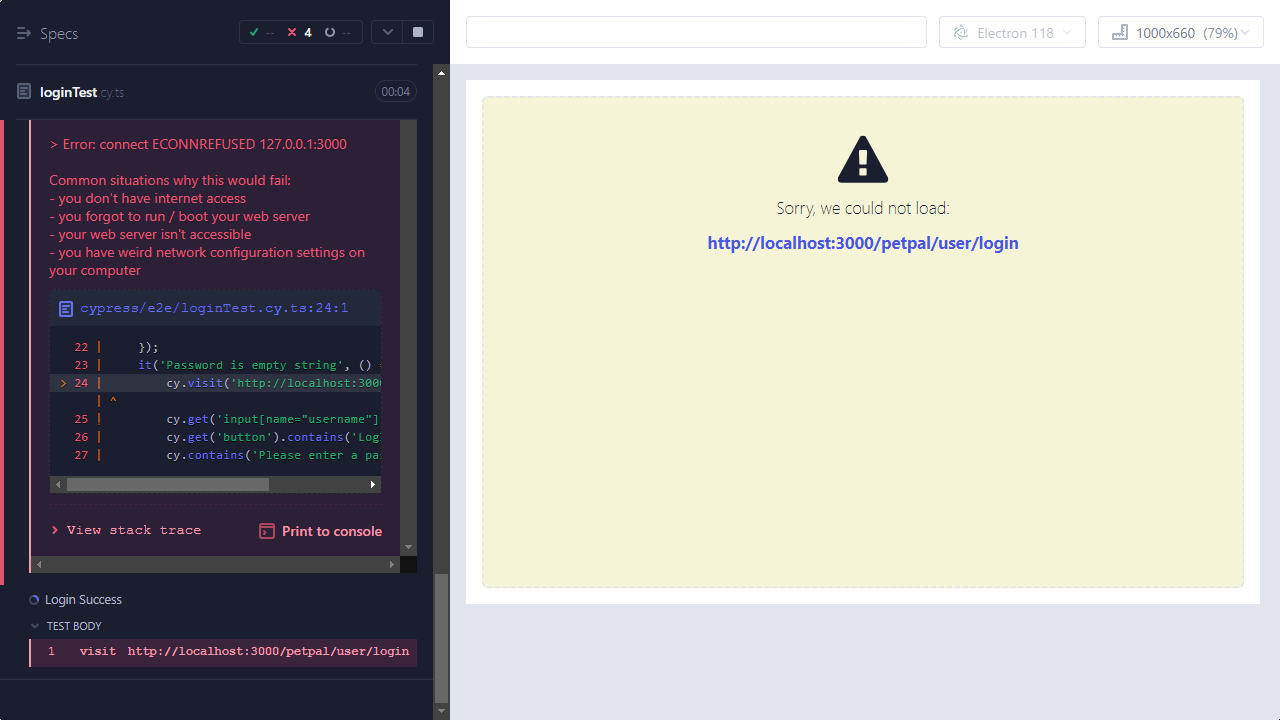 Specs
-- 4 --
loginTest.cy.ts
00:04
> Error: connect ECONNREFUSED 127.0.0.1:3000
Common situations why this would fail:
- you don't have internet access
- you forgot to run / boot your web server
- your web server isn't accessible
- you have weird network configuration settings on
your computer
cypress/e2e/loginTest.cy.ts:24:1
22 | });
23 | it('Password is empty string', ()
> 24 | cy.visit('http://localhost:300
| ^
25 | cy.get('input[name="username"]
26 | cy.get('button').contains('Log
27 | cy.contains('Please enter a pa
View stack trace
Print to console
Login Success
TEST BODY
1 visit http://localhost:3000/petpal/user/login
Electron 118
1000x660 (79%)
Sorry, we could not load:
http://localhost:3000/petpal/user/login